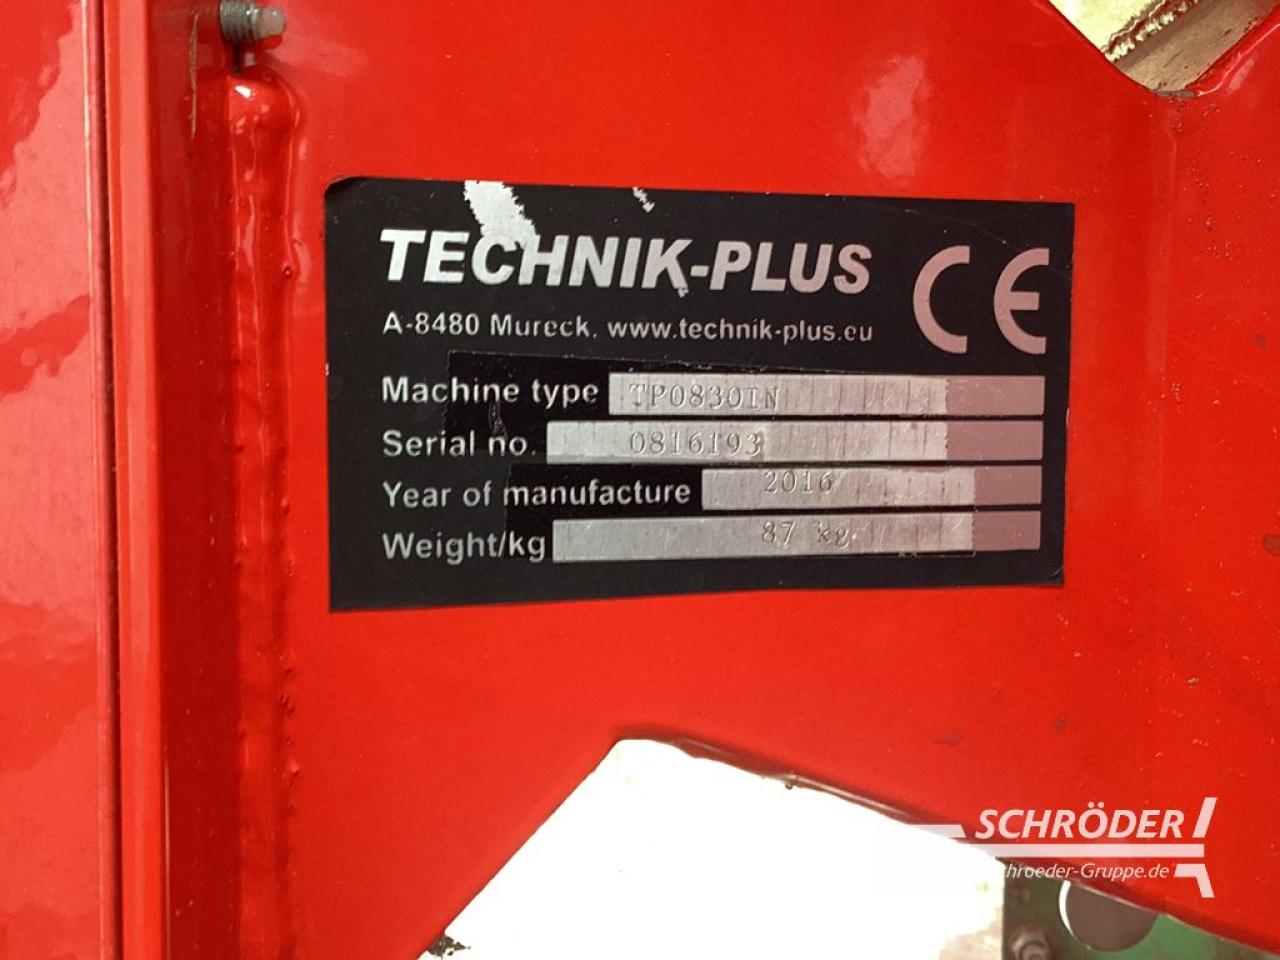 TECHNIK-PLUS
CE
A-8480 Mureck. www.technik-plus.eu
Machine type TP0830IN
Serial no. 0816193
Year of manufacture 2016
Weight/kg 87 kg.
SCHRÖDER
schroeder-Gruppe.de